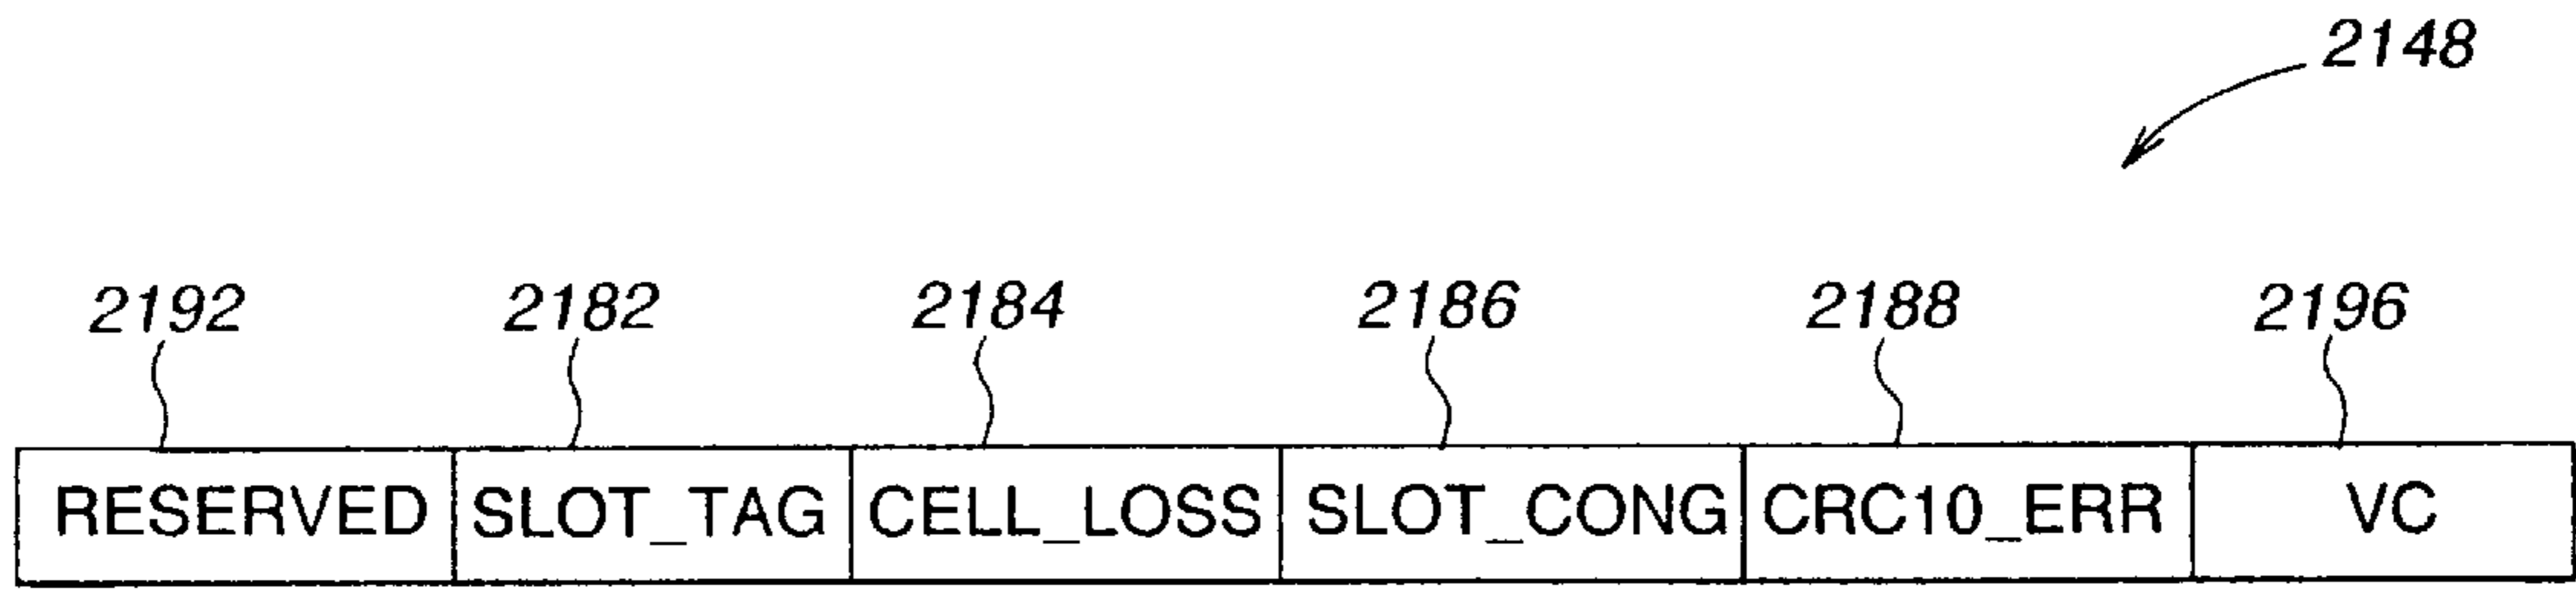 2148
2192 2182 2184 2186 2188 2196
RESERVED SLOT_TAG CELL_LOSS SLOT_CONG CRC10_ERR VC